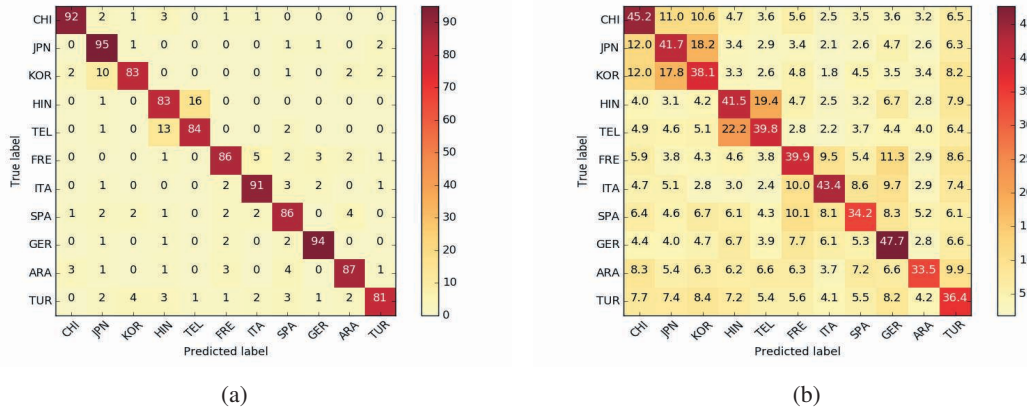 CHI 92 2 1 3 0 1 1 0 0 0 0
JPN 0 95 1 0 0 0 0 1 1 0 2
KOR 2 10 83 0 0 0 0 1 0 2 2
HIN 0 1 0 83 16 0 0 0 0 0 0
TEL 0 1 0 13 84 0 0 2 0 0 0
FRE 0 0 0 1 0 86 5 2 3 2 1
ITA 0 0 0 1 0 2 91 3 2 0 1
SPA 1 2 2 1 0 2 2 86 0 4 0
GER 0 1 0 1 0 2 0 2 94 0 0
ARA 3 1 0 1 0 3 0 4 0 87 1
TUR 0 2 4 3 1 1 2 3 1 2 81
CHI JPN KOR HIN TEL FRE ITA SPA GER ARA TUR
True label
Predicted label
90
80
70
60
50
40
30
20
10
0
(a)
CHI 45.2 11.0 10.6 4.7 3.6 5.6 2.6 3.5 3.6 3.2 6.5
JPN 12.0 41.7 18.2 3.4 2.9 3.4 2.1 2.6 4.7 2.6 6.3
KOR 12.0 17.8 38.1 3.3 2.6 4.8 1.8 4.5 3.5 3.4 8.2
HIN 4.0 3.1 4.2 41.5 19.4 4.7 2.5 3.2 6.7 2.8 7.9
TEL 4.9 4.6 5.1 22.2 39.8 2.8 2.2 3.7 4.4 4.0 6.4
FRE 5.9 3.8 4.3 4.6 3.8 39.9 9.5 5.4 11.3 2.9 8.6
ITA 4.7 5.1 2.8 3.0 2.4 10.0 43.4 8.6 9.7 2.9 7.4
SPA 6.4 4.6 6.7 6.1 4.3 10.1 8.1 34.2 8.3 5.2 6.1
GER 4.4 4.0 4.7 6.7 3.9 7.7 6.1 5.3 47.7 2.8 6.6
ARA 8.3 5.4 6.3 6.2 6.6 6.3 3.7 7.2 6.6 33.5 9.9
TUR 7.7 7.4 8.4 7.2 5.4 5.6 4.1 5.5 8.2 4.2 36.4
CHI JPN KOR HIN TEL FRE ITA SPA GER ARA TUR
True label
Predicted label
(b)